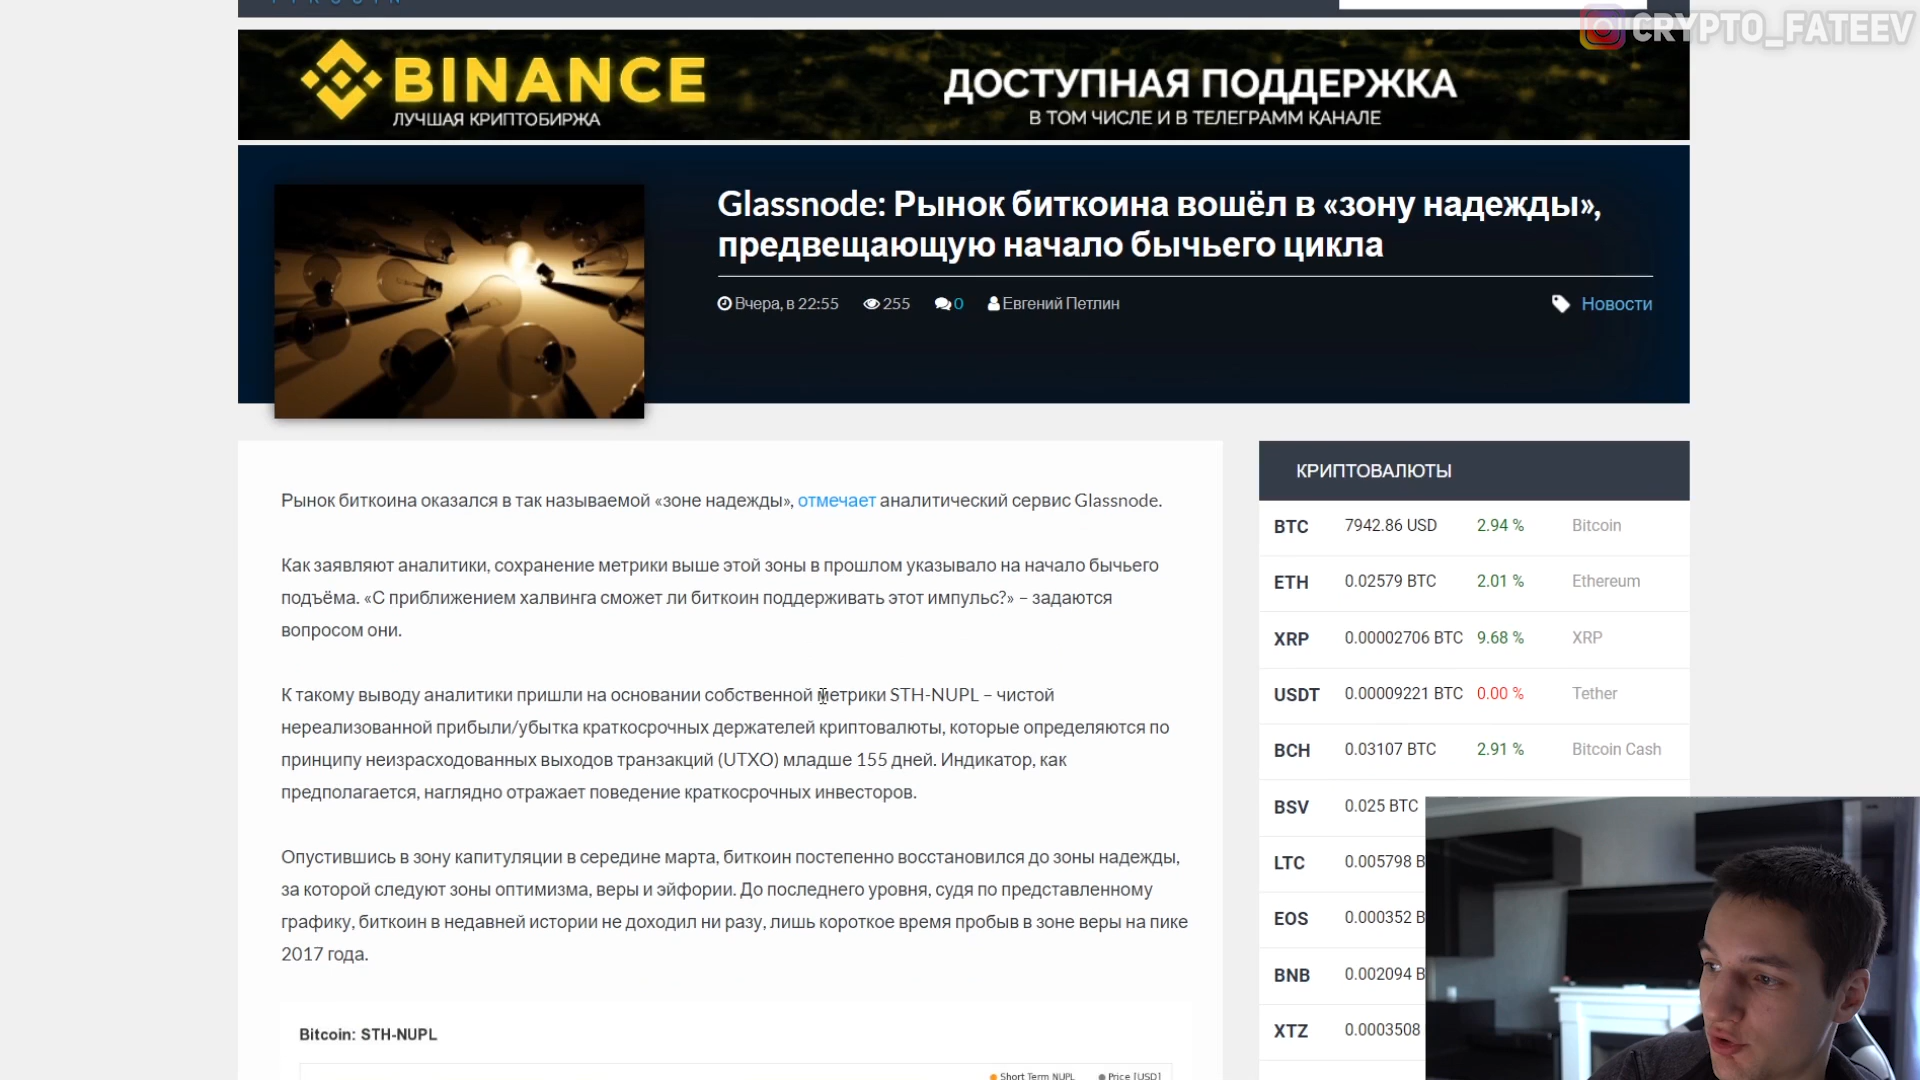 CRYPTO_FATEEV
BINANCE
ЛУЧШАЯ КРИПТОБИРЖА
ДОСТУПНАЯ ПОДДЕРЖКА
В ТОМ ЧИСЛЕ И В ТЕЛЕГРАММ КАНАЛЕ
Glassnode: Рынок биткоина вошёл в «зону надежды»,
предвещающую начало бычьего цикла
Вчера, в 22:55 255 0 Евгений Петлин Новости
Рынок биткоина оказался в так называемой «зоне надежды», отмечает аналитический сервис Glassnode.
Как заявляют аналитики, сохранение метрики выше этой зоны в прошлом указывало на начало бычьего
подъёма. «С приближением халвинга сможет ли биткоин поддерживать этот импульс?» – задаются
вопросом они.
К такому выводу аналитики пришли на основании собственной метрики STH-NUPL – чистой
нереализованной прибыли/убытка краткосрочных держателей криптовалюты, которые определяются по
принципу неизрасходованных выходов транзакций (UTXO) младше 155 дней. Индикатор, как
предполагается, наглядно отражает поведение краткосрочных инвесторов.
Опустившись в зону капитуляции в середине марта, биткоин постепенно восстановился до зоны надежды,
за которой следуют зоны оптимизма, веры и эйфории. До последнего уровня, судя по представленному
графику, биткоин в недавней истории не доходил ни разу, лишь короткое время пробыв в зоне веры на пике
2017 года.
Bitcoin: STH-NUPL
Short Term NUPL Price [USD]
КРИПТОВАЛЮТЫ
BTC 7942.86 USD 2.94 % Bitcoin
ETH 0.02579 BTC 2.01 % Ethereum
XRP 0.00002706 BTC 9.68 % XRP
USDT 0.00009221 BTC 0.00 % Tether
BCH 0.03107 BTC 2.91 % Bitcoin Cash
BSV 0.025 BTC
LTC 0.005798 B
EOS 0.000352 B
BNB 0.002094 B
XTZ 0.0003508